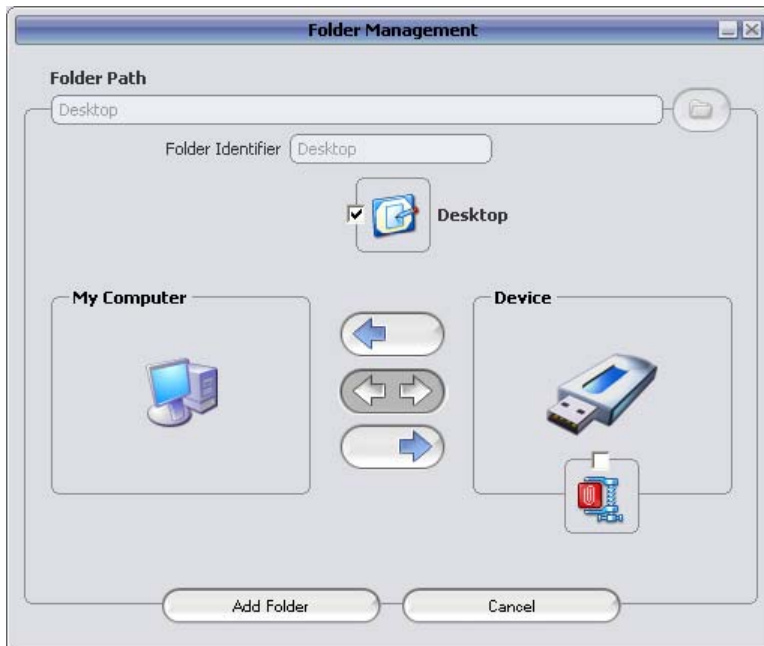 Folder Management
Folder Path
Desktop
Folder Identifier Desktop
Desktop
My Computer
Device
Add Folder
Cancel